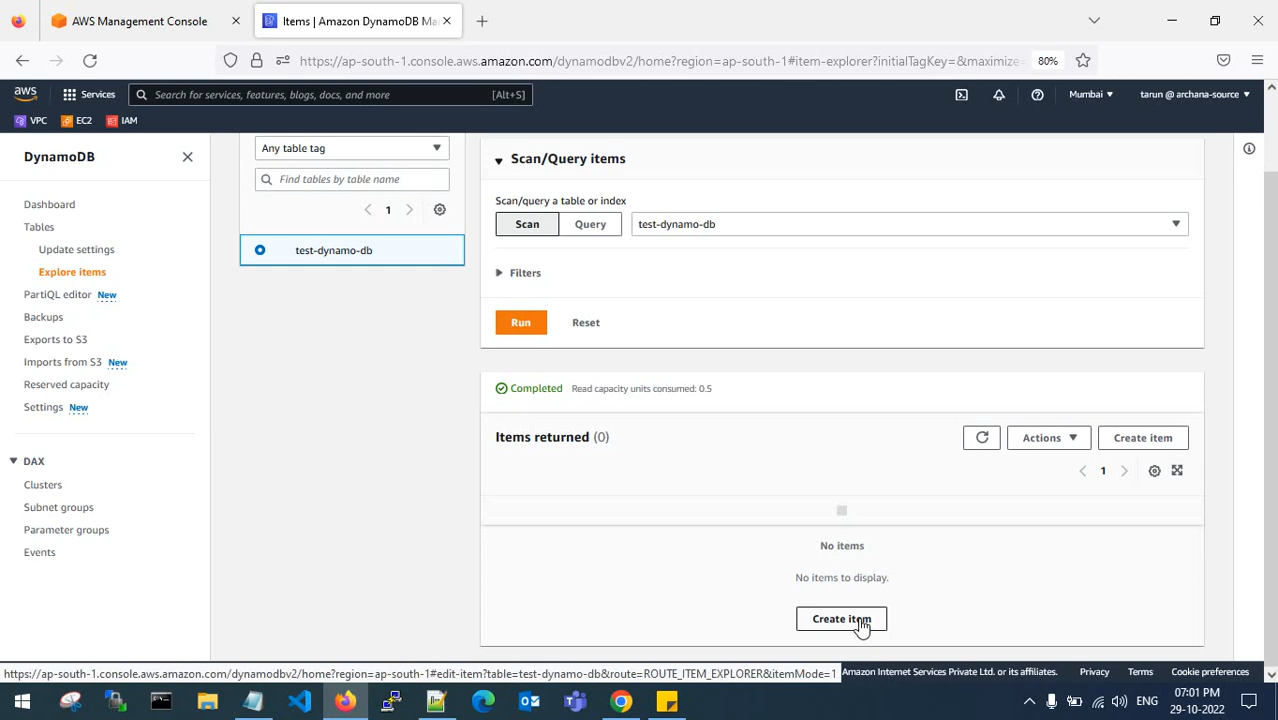 AWS Management Console
Items | Amazon DynamoDB Ma
https://ap-south-1.console.aws.amazon.com/dynamodbv2/home?region=ap-south-1#item-explorer?initialTagKey=&maximize
80%
aws
Services
Search for services, features, blogs, docs, and more
[Alt+S]
Mumbai
tarun @ archana-source
VPC
EC2
IAM
DynamoDB
Dashboard
Tables
Update settings
Explore items
PartiQL editor New
Backups
Exports to S3
Imports from S3 New
Reserved capacity
Settings New
DAX
Clusters
Subnet groups
Parameter groups
Events
Any table tag
Find tables by table name
1
test-dynamo-db
Scan/Query items
Scan/query a table or index
Scan
Query
test-dynamo-db
Filters
Run
Reset
Completed
Read capacity units consumed: 0.5
Items returned (0)
Actions
Create item
1
No items
No items to display.
Create item
https://ap-south-1.console.aws.amazon.com/dynamodbv2/home?region=ap-south-1#edit-item?table=test-dynamo-db&route=ROUTE_ITEM_EXPLORER&itemMode=1
Amazon Internet Services Private Ltd. or its affiliates.
Privacy
Terms
Cookie preferences
ENG
07:01 PM
29-10-2022